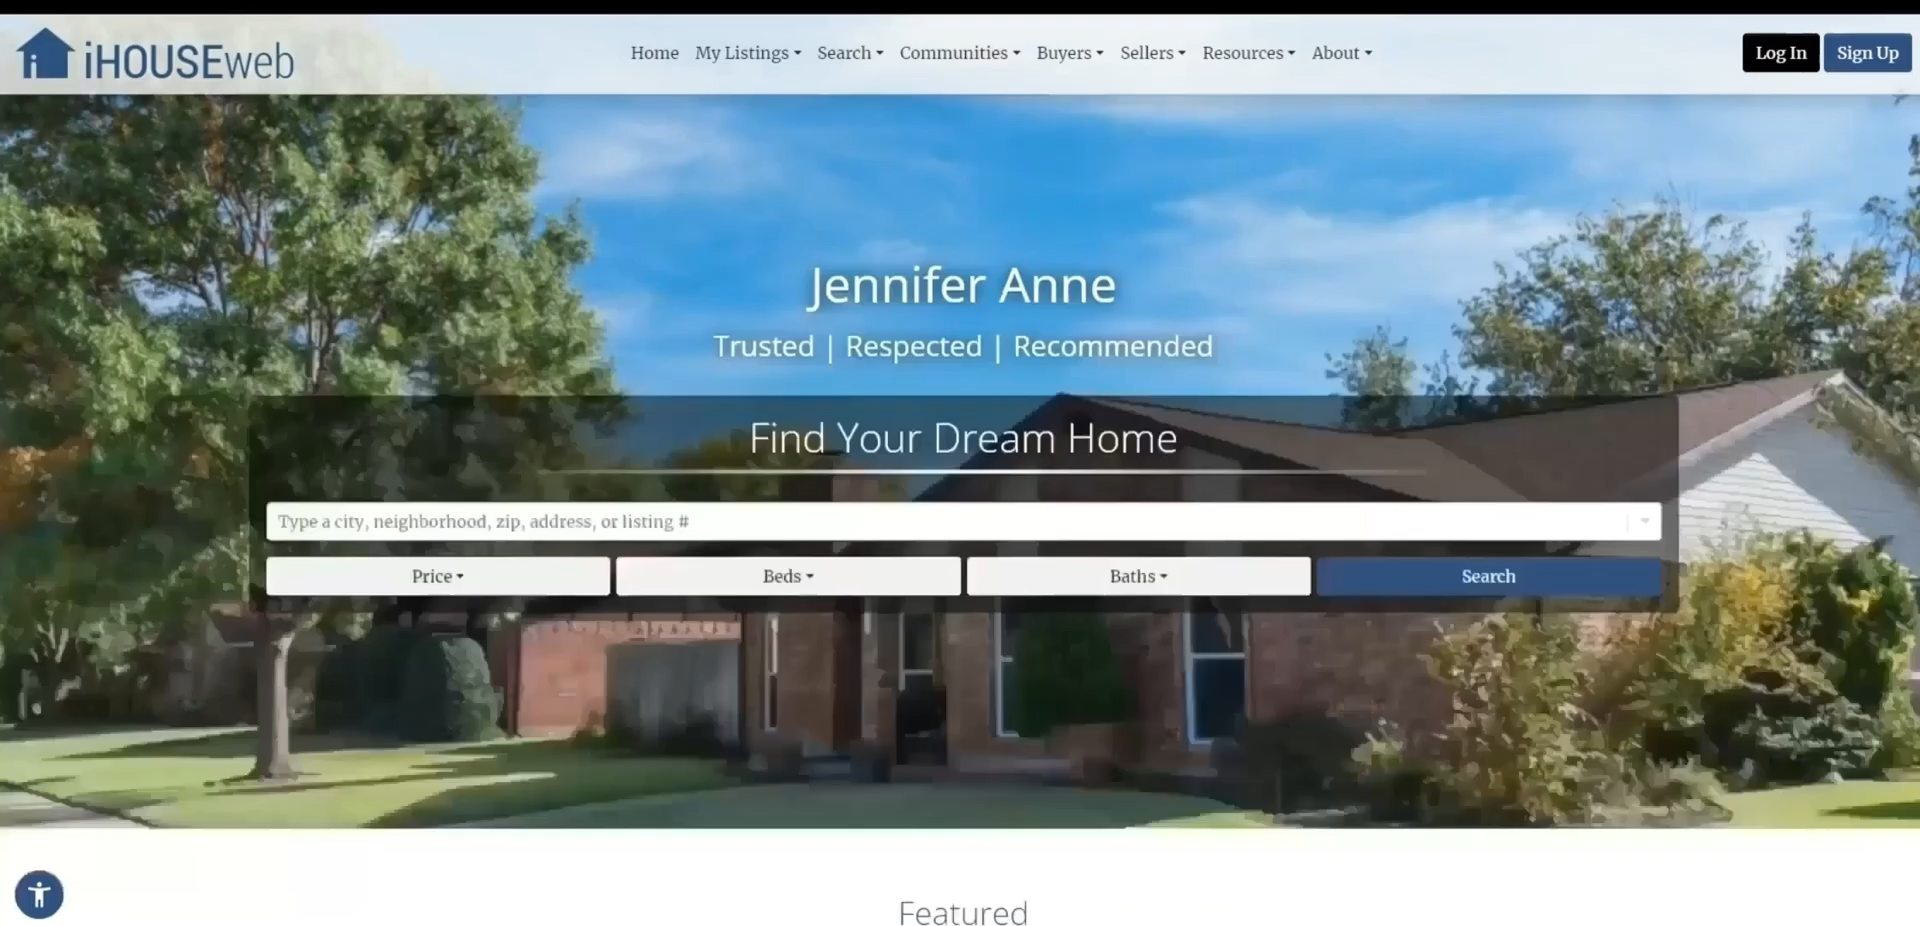 iHOUSEweb
Home My Listings Search Communities Buyers Sellers Resources About
Log In Sign Up
Jennifer Anne
Trusted | Respected | Recommended
Find Your Dream Home
Type a city, neighborhood, zip, address, or listing #
Price Beds Baths Search
Featured